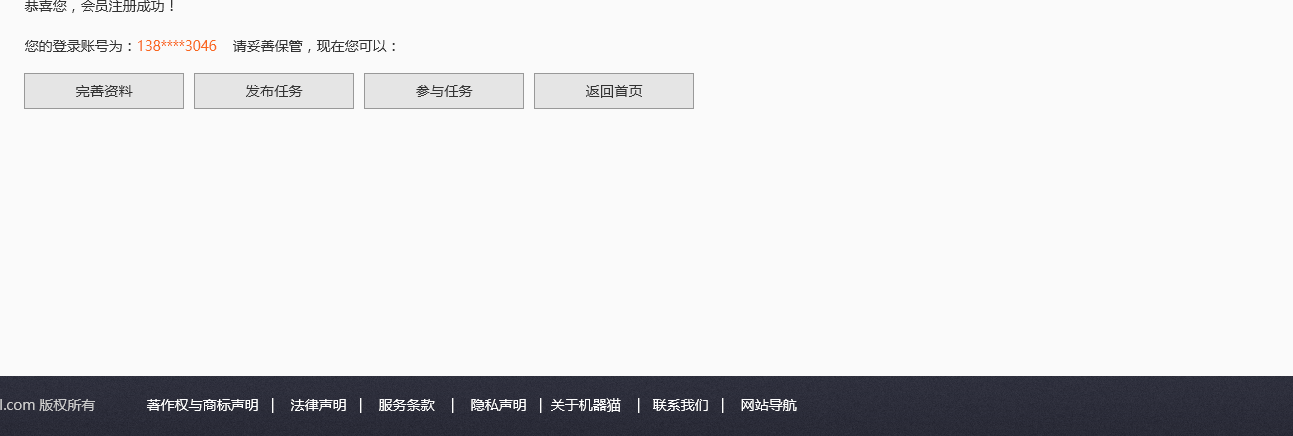 恭喜您，会员注册成功！
您的登录账号为：138****3046 请妥善保管，现在您可以：
完善资料 发布任务 参与任务 返回首页
l.com 版权所有 著作权与商标声明 | 法律声明 | 服务条款 | 隐私声明 | 关于机器猫 | 联系我们 | 网站导航